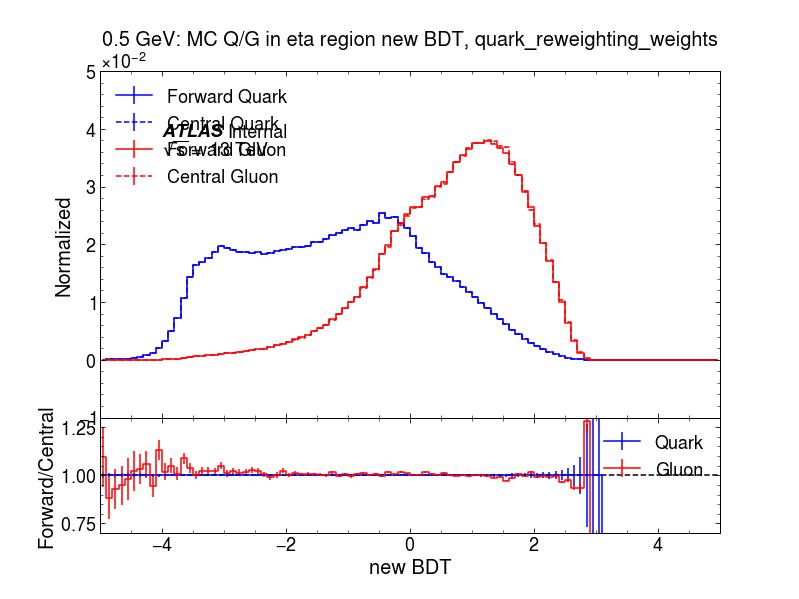 0.5 GeV: MC Q/G in eta region new BDT, quark_reweighting_weights
×10⁻²
5
4
3
2
1
0
−1
Normalized
Forward Quark
Central Quark
ATLAS Internal
Forward Gluon
√s = 13 TeV
Central Gluon
1.25
1.00
0.75
Forward/Central
Quark
Gluon
−4
−2
0
2
4
new BDT